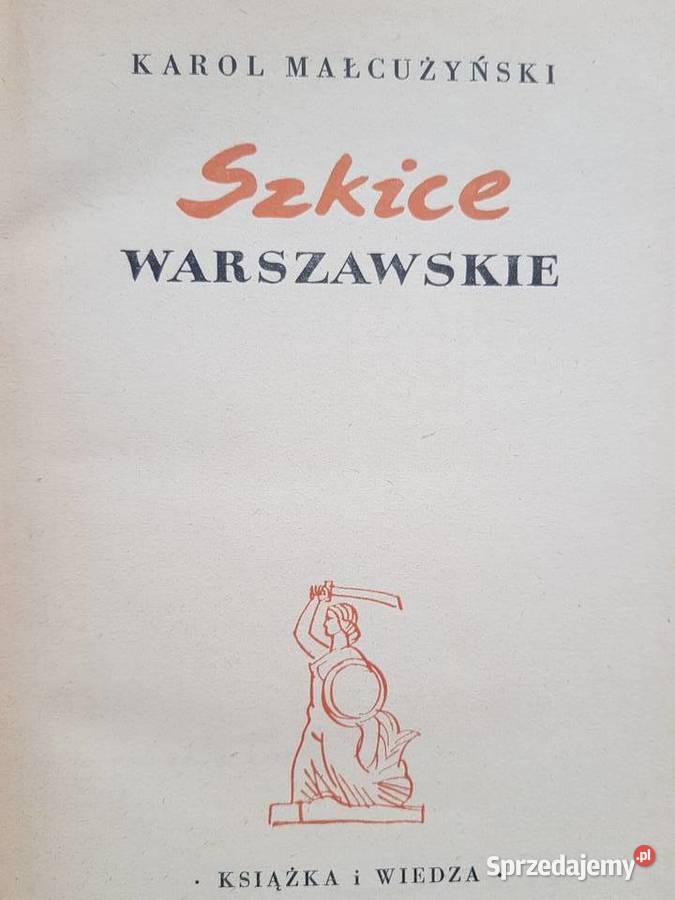 KAROL MAŁCUŻYŃSKI
Szkice
WARSZAWSKIE
· KSIĄŻKA i WIEDZA ·
Sprzedajemy.pl